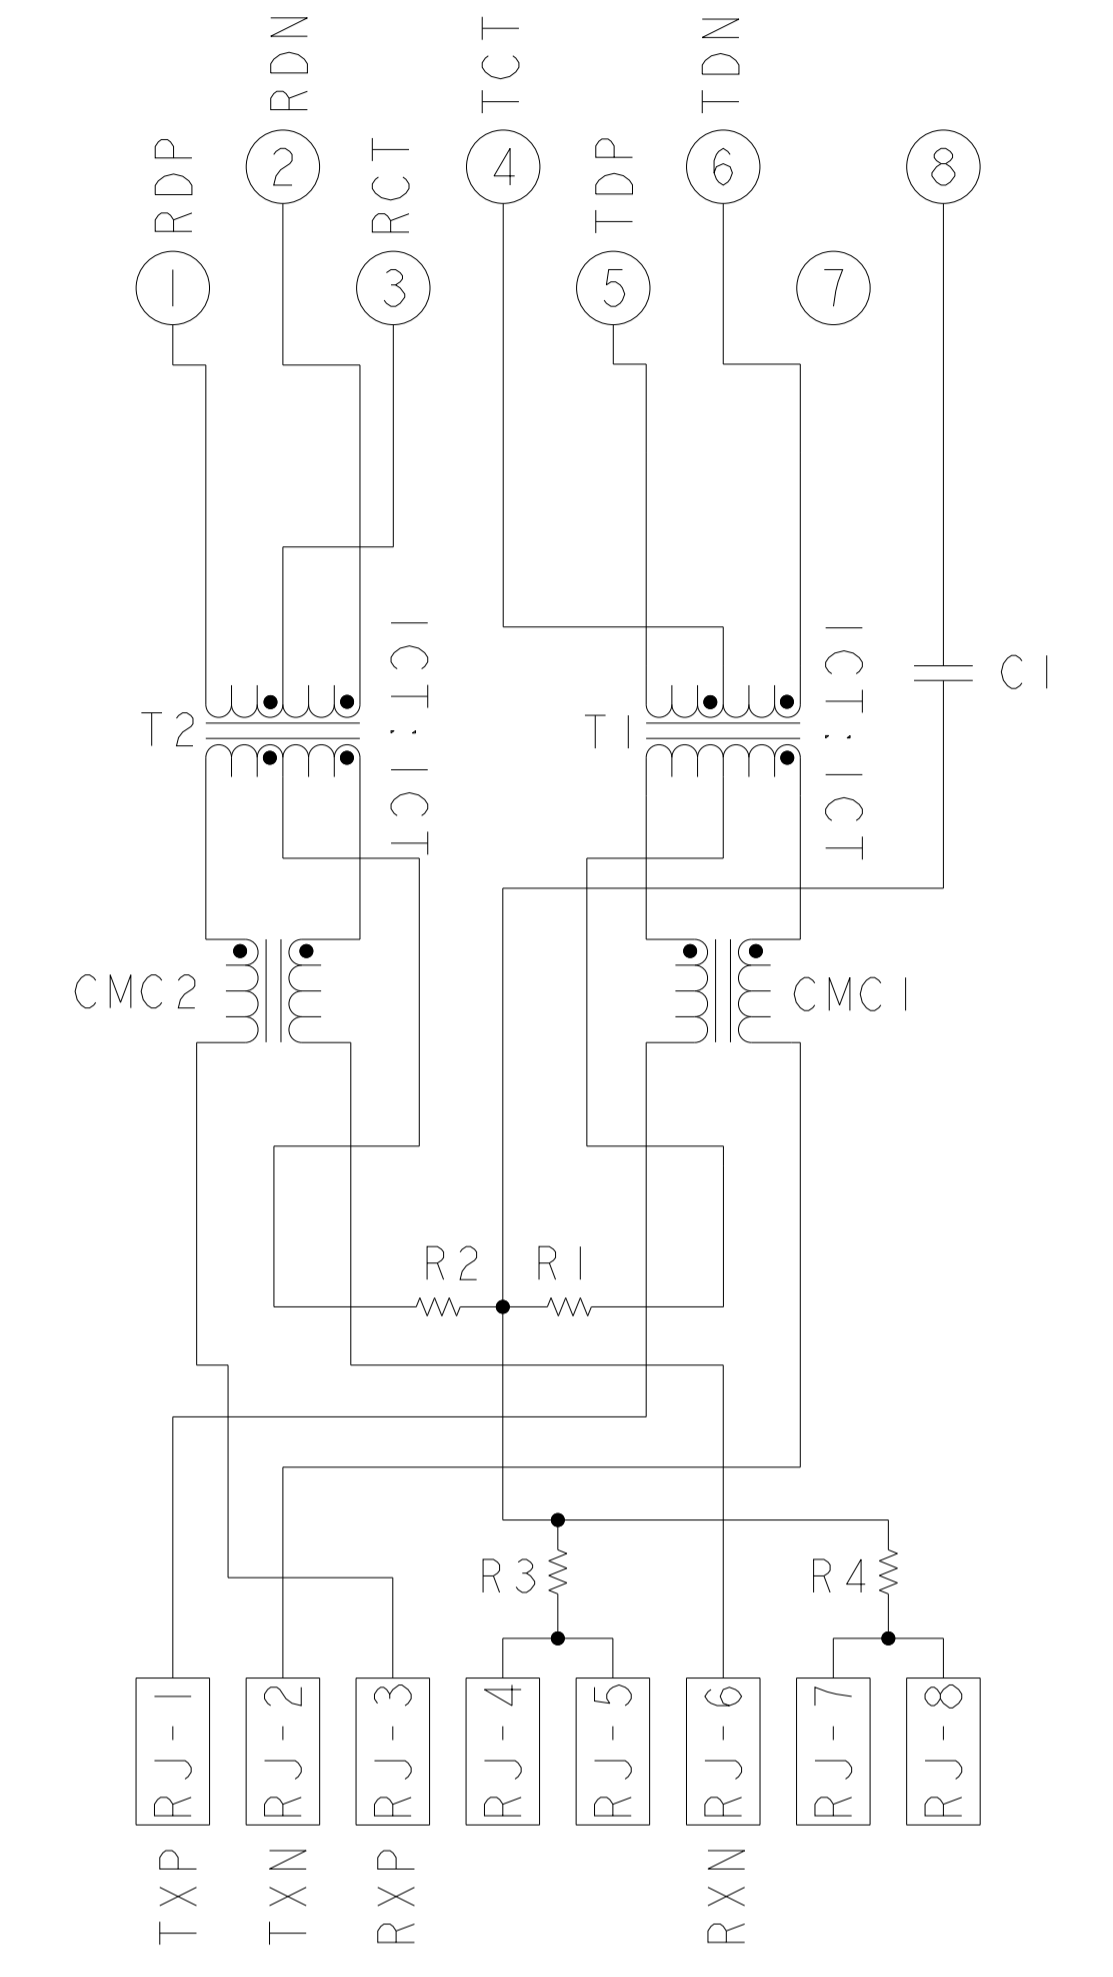 RDN
TCT
TDN
RDP
RCT
TDP
2
4
6
8
1
3
5
7
1CT:1CT
1CT:1CT
C1
T2
T1
CMC2
CMC1
R2
R1
R3
R4
RJ-1
RJ-2
RJ-3
RJ-4
RJ-5
RJ-6
RJ-7
RJ-8
TXP
TXN
RXP
RXN